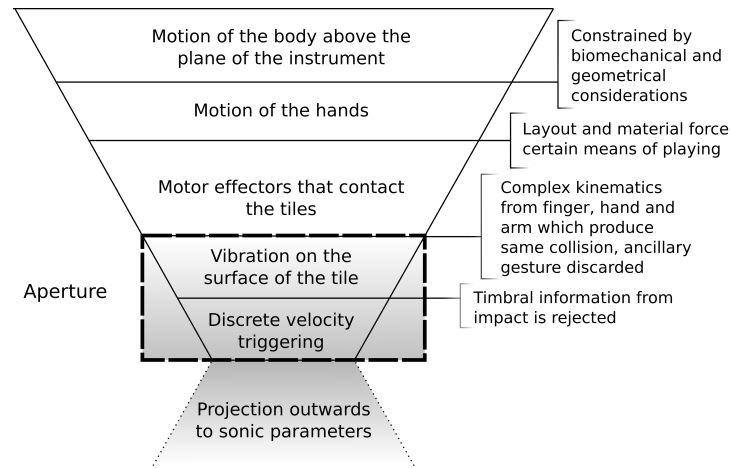 Motion of the body above the
plane of the instrument
Constrained by
biomechanical and
geometrical
considerations
Motion of the hands
Layout and material force
certain means of playing
Motor effectors that contact
the tiles
Complex kinematics
from finger, hand and
arm which produce
same collision, ancillary
gesture discarded
Aperture
Vibration on the
surface of the tile
Timbral information from
impact is rejected
Discrete velocity
triggering
Projection outwards
to sonic parameters